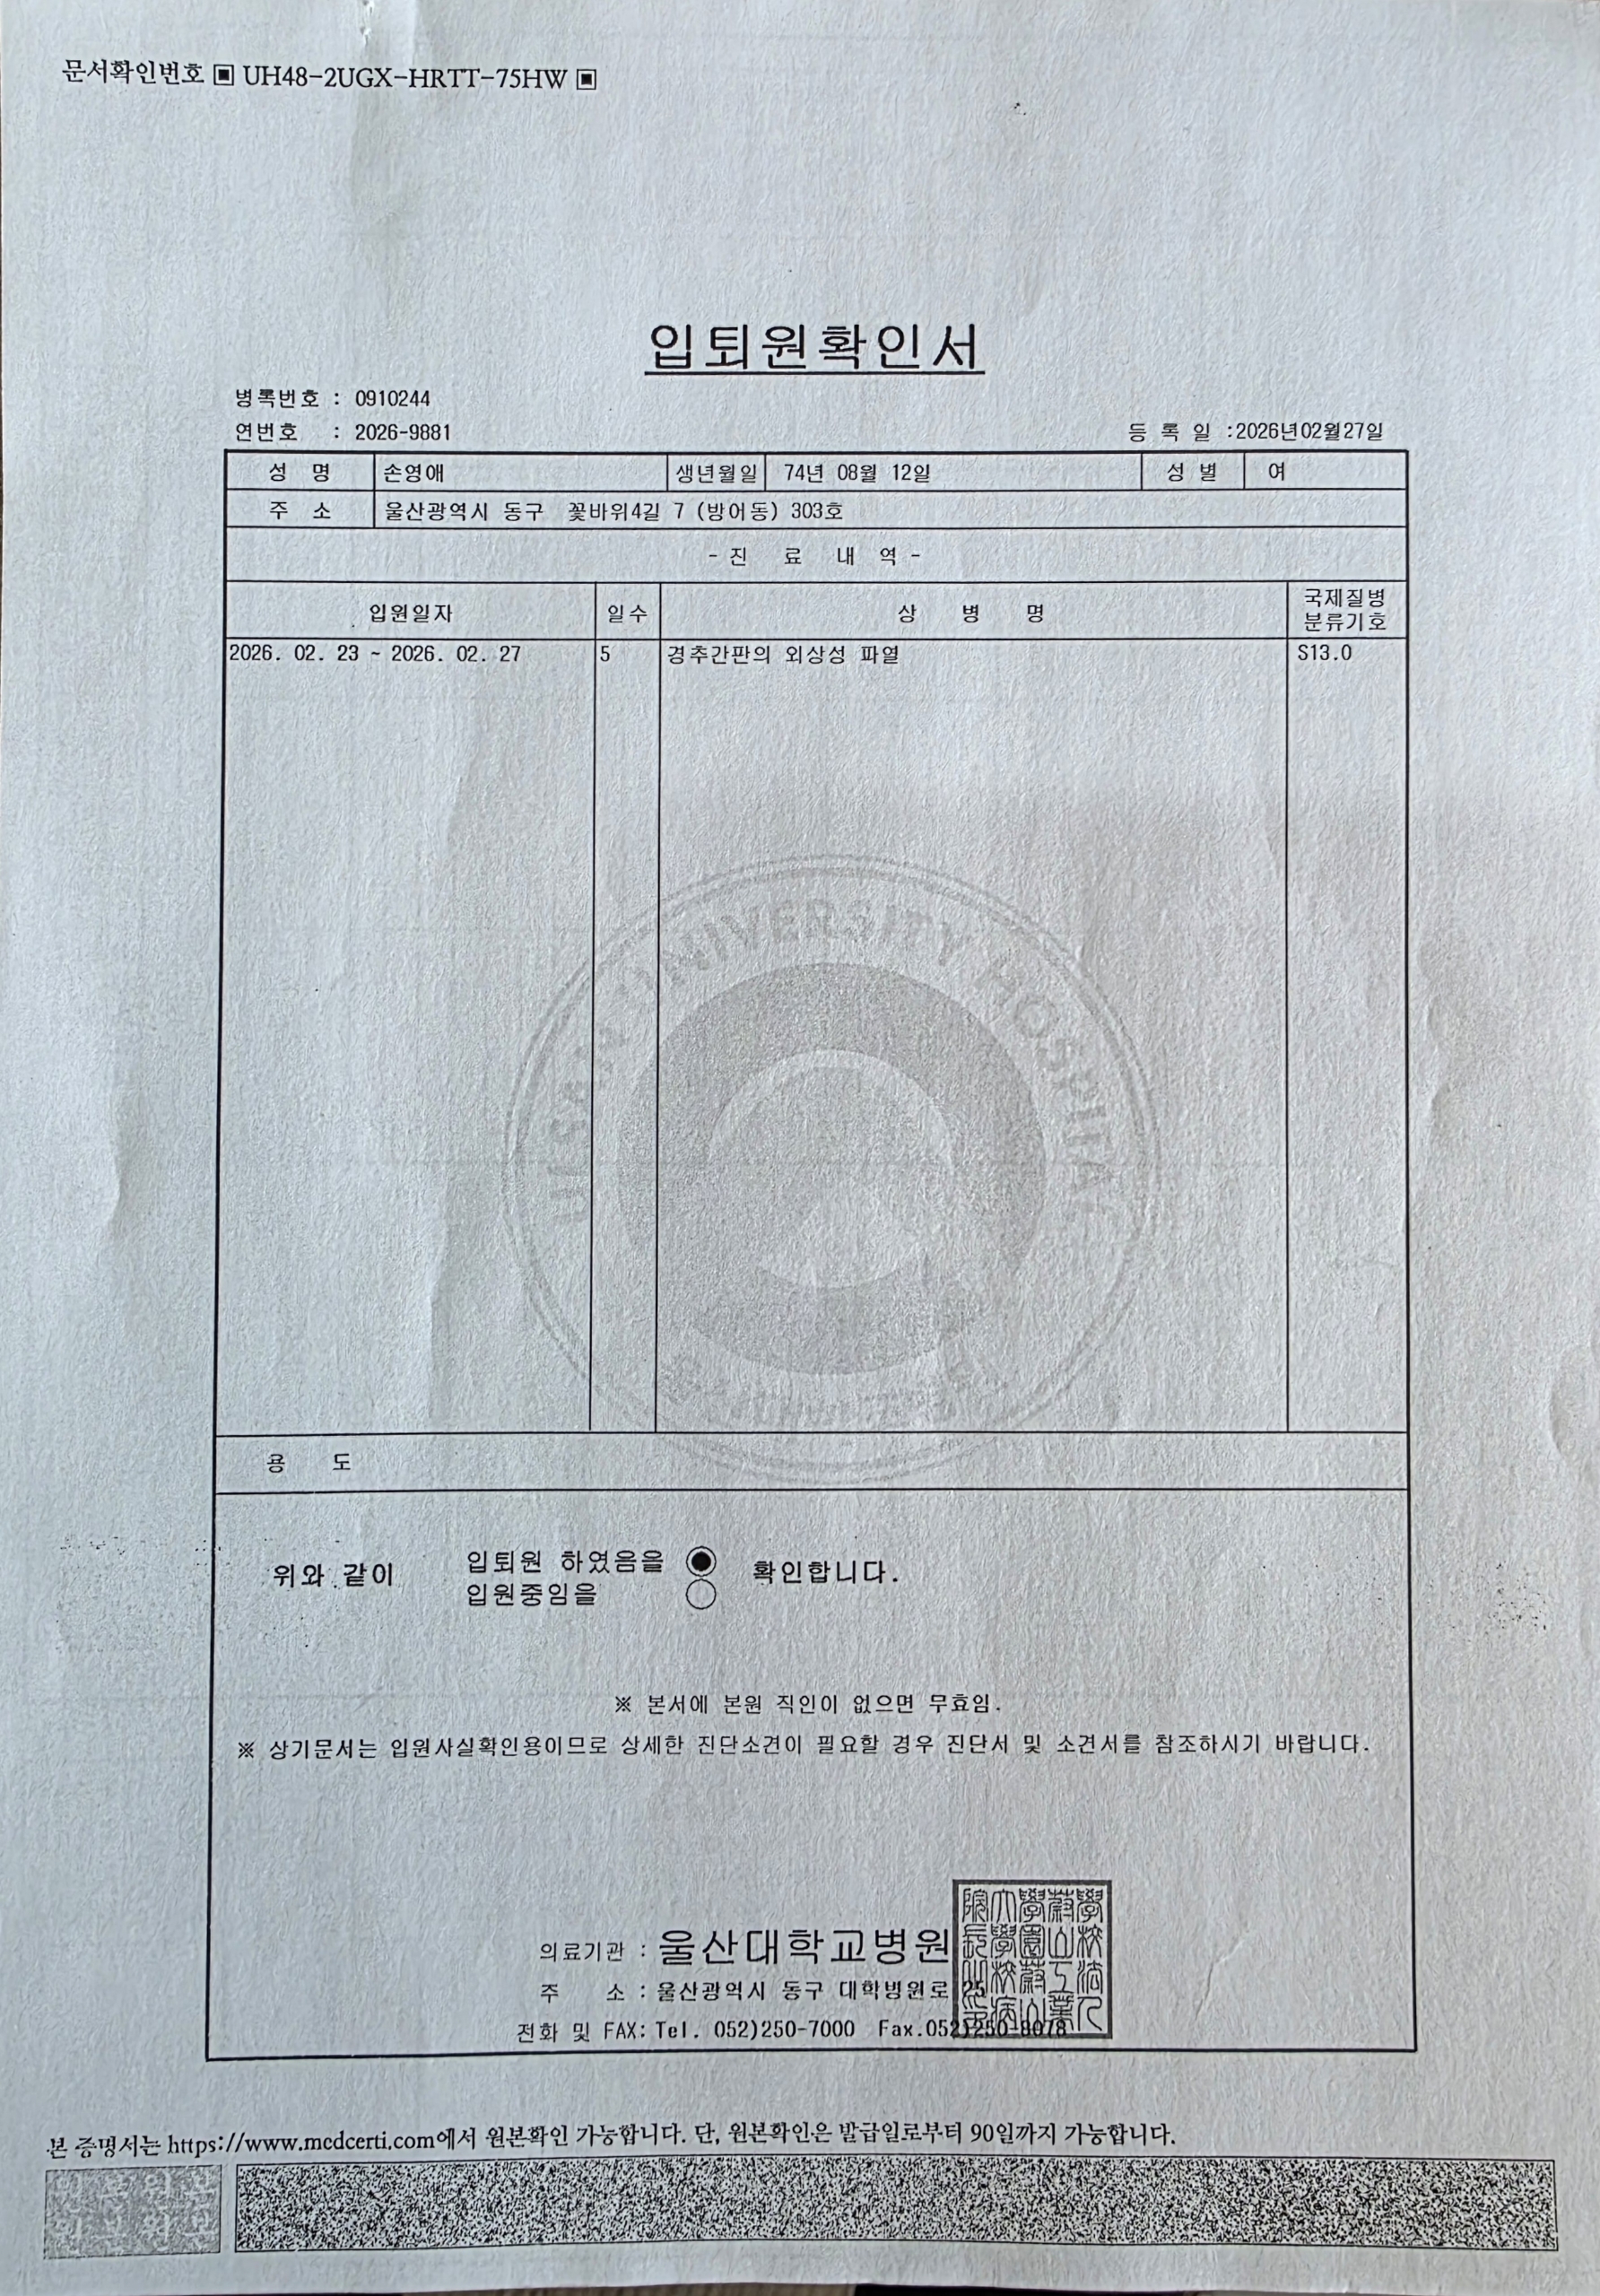 문서확인번호 ▣ UH48-2UGX-HRTT-75HW ▣
입퇴원확인서
병록번호 : 0910244
연번호 : 2026-9881
등 록 일 :2026년02월27일
성 명 손영애 생년월일 74년 08월 12일 성 별 여
주 소 울산광역시 동구 꽃바위4길 7 (방어동) 303호
- 진 료 내 역 -
입원일자 일수 상 병 명 국제질병
분류기호
2026. 02. 23 ~ 2026. 02. 27 5 경추간판의 외상성 파열 S13.0
UNIVERSITY HOSPITAL
용 도
위와 같이 입퇴원 하였음을 ◉ 확인합니다.
입원중임을 ○
※ 본서에 본원 직인이 없으면 무효임.
※ 상기문서는 입원사실확인용이므로 상세한 진단소견이 필요할 경우 진단서 및 소견서를 참조하시기 바랍니다.
의료기관 : 울산대학교병원
주 소 : 울산광역시 동구 대학병원로 25
전화 및 FAX: Tel. 052)250-7000 Fax.052)250-8078
본 증명서는 https://www.medcerti.com에서 원본확인 가능합니다. 단, 원본확인은 발급일로부터 90일까지 가능합니다.